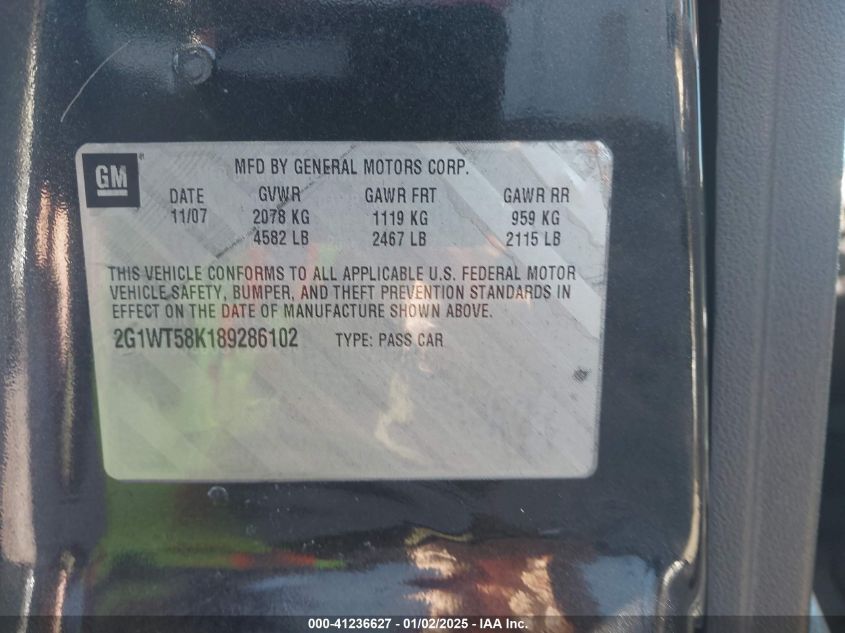 GM
MFD BY GENERAL MOTORS CORP.
DATE GVWR GAWR FRT GAWR RR
11/07 2078 KG 1119 KG 959 KG
4582 LB 2467 LB 2115 LB
THIS VEHICLE CONFORMS TO ALL APPLICABLE U.S. FEDERAL MOTOR
VEHICLE SAFETY, BUMPER, AND THEFT PREVENTION STANDARDS IN
EFFECT ON THE DATE OF MANUFACTURE SHOWN ABOVE.
2G1WT58K189286102 TYPE: PASS CAR
000-41236627 - 01/02/2025 - IAA Inc.